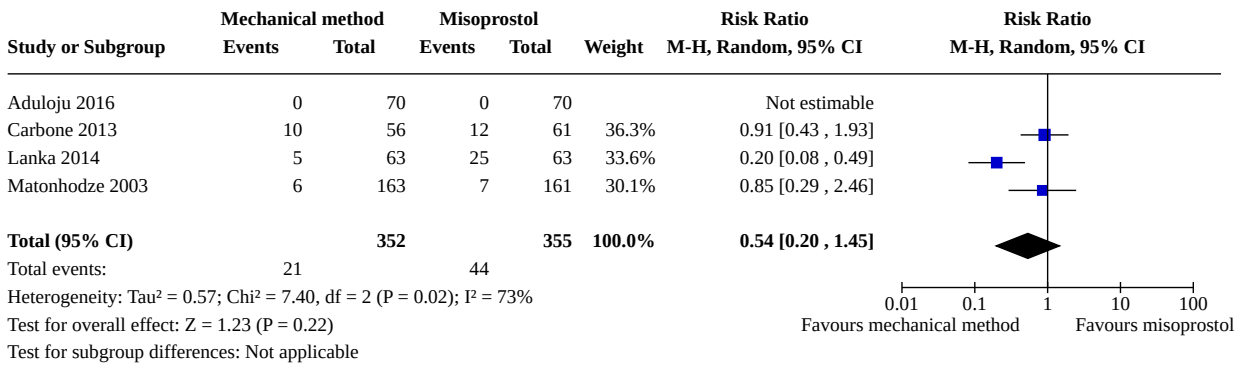 Mechanical method Misoprostol Risk Ratio Risk Ratio
Study or Subgroup Events Total Events Total Weight M-H, Random, 95% CI M-H, Random, 95% CI
Aduloju 2016 0 70 0 70 Not estimable
Carbone 2013 10 56 12 61 36.3% 0.91 [0.43 , 1.93]
Lanka 2014 5 63 25 63 33.6% 0.20 [0.08 , 0.49]
Matonhodze 2003 6 163 7 161 30.1% 0.85 [0.29 , 2.46]
Total (95% CI) 352 355 100.0% 0.54 [0.20 , 1.45]
Total events: 21 44
Heterogeneity: Tau² = 0.57; Chi² = 7.40, df = 2 (P = 0.02); I² = 73%
0.01 0.1 1 10 100
Test for overall effect: Z = 1.23 (P = 0.22)
Favours mechanical method Favours misoprostol
Test for subgroup differences: Not applicable